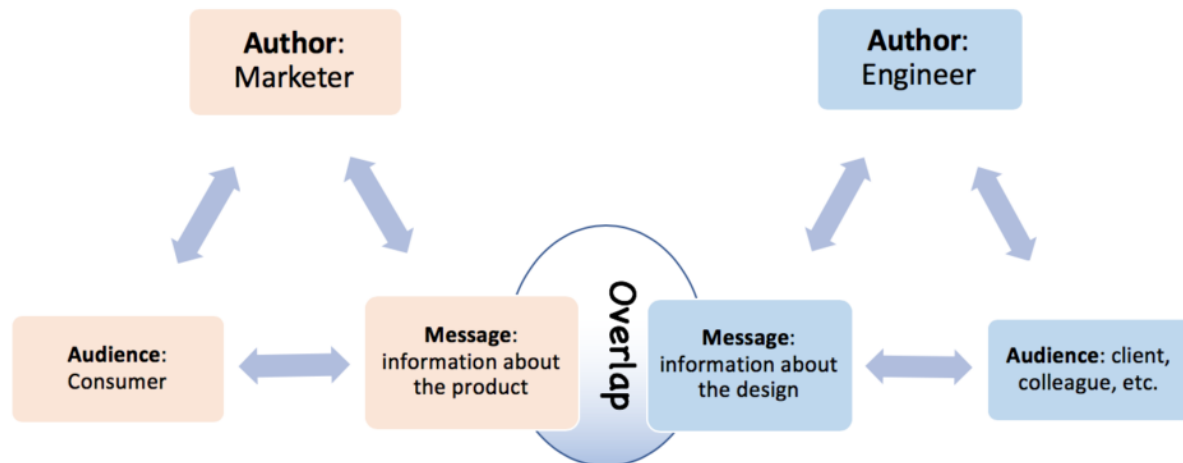 Author:
Marketer
Author:
Engineer
Audience:
Consumer
Message:
information about
the product
Overlap
Message:
information about
the design
Audience: client,
colleague, etc.